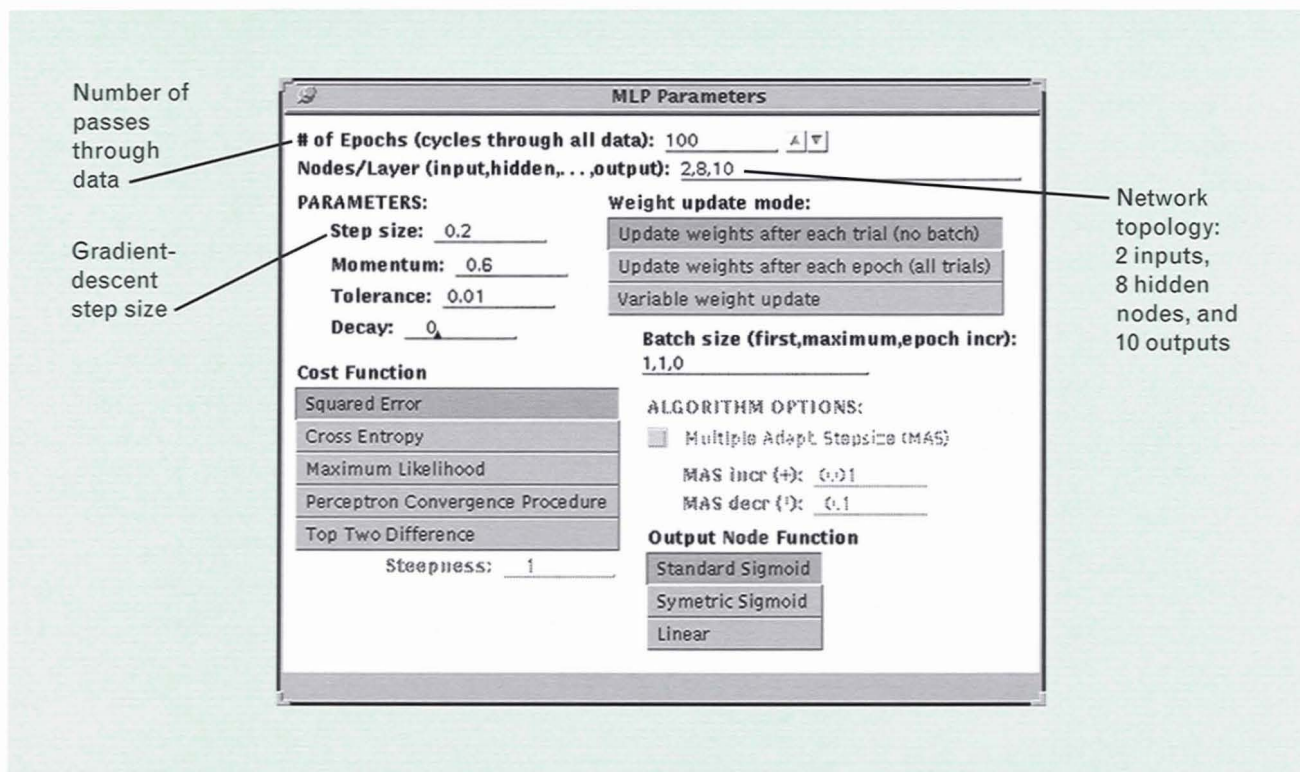 Number of
passes
through
data
Gradient-
descent
step size
MLP Parameters
# of Epochs (cycles through all data): 100
Nodes/Layer (input,hidden,. . . ,output): 2,8,10
PARAMETERS:
Step size: 0.2
Momentum: 0.6
Tolerance: 0.01
Decay: 0
Cost Function
Squared Error
Cross Entropy
Maximum Likelihood
Perceptron Convergence Procedure
Top Two Difference
Steepness: 1
Weight update mode:
Update weights after each trial (no batch)
Update weights after each epoch (all trials)
Variable weight update
Batch size (first,maximum,epoch incr):
1,1,0
ALGORITHM OPTIONS:
Multiple Adapt. Stepsize (MAS)
MAS incr (+): 0.01
MAS decr (*): 0.1
Output Node Function
Standard Sigmoid
Symetric Sigmoid
Linear
Network
topology:
2 inputs,
8 hidden
nodes, and
10 outputs